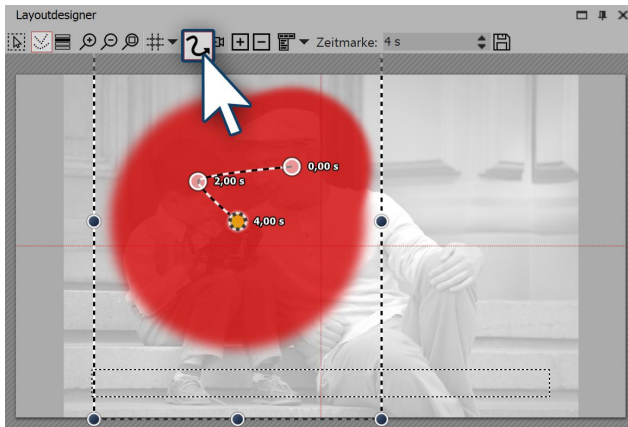 Layoutdesigner
Zeitmarke: 4 s
0,00 s
2,00 s
4,00 s